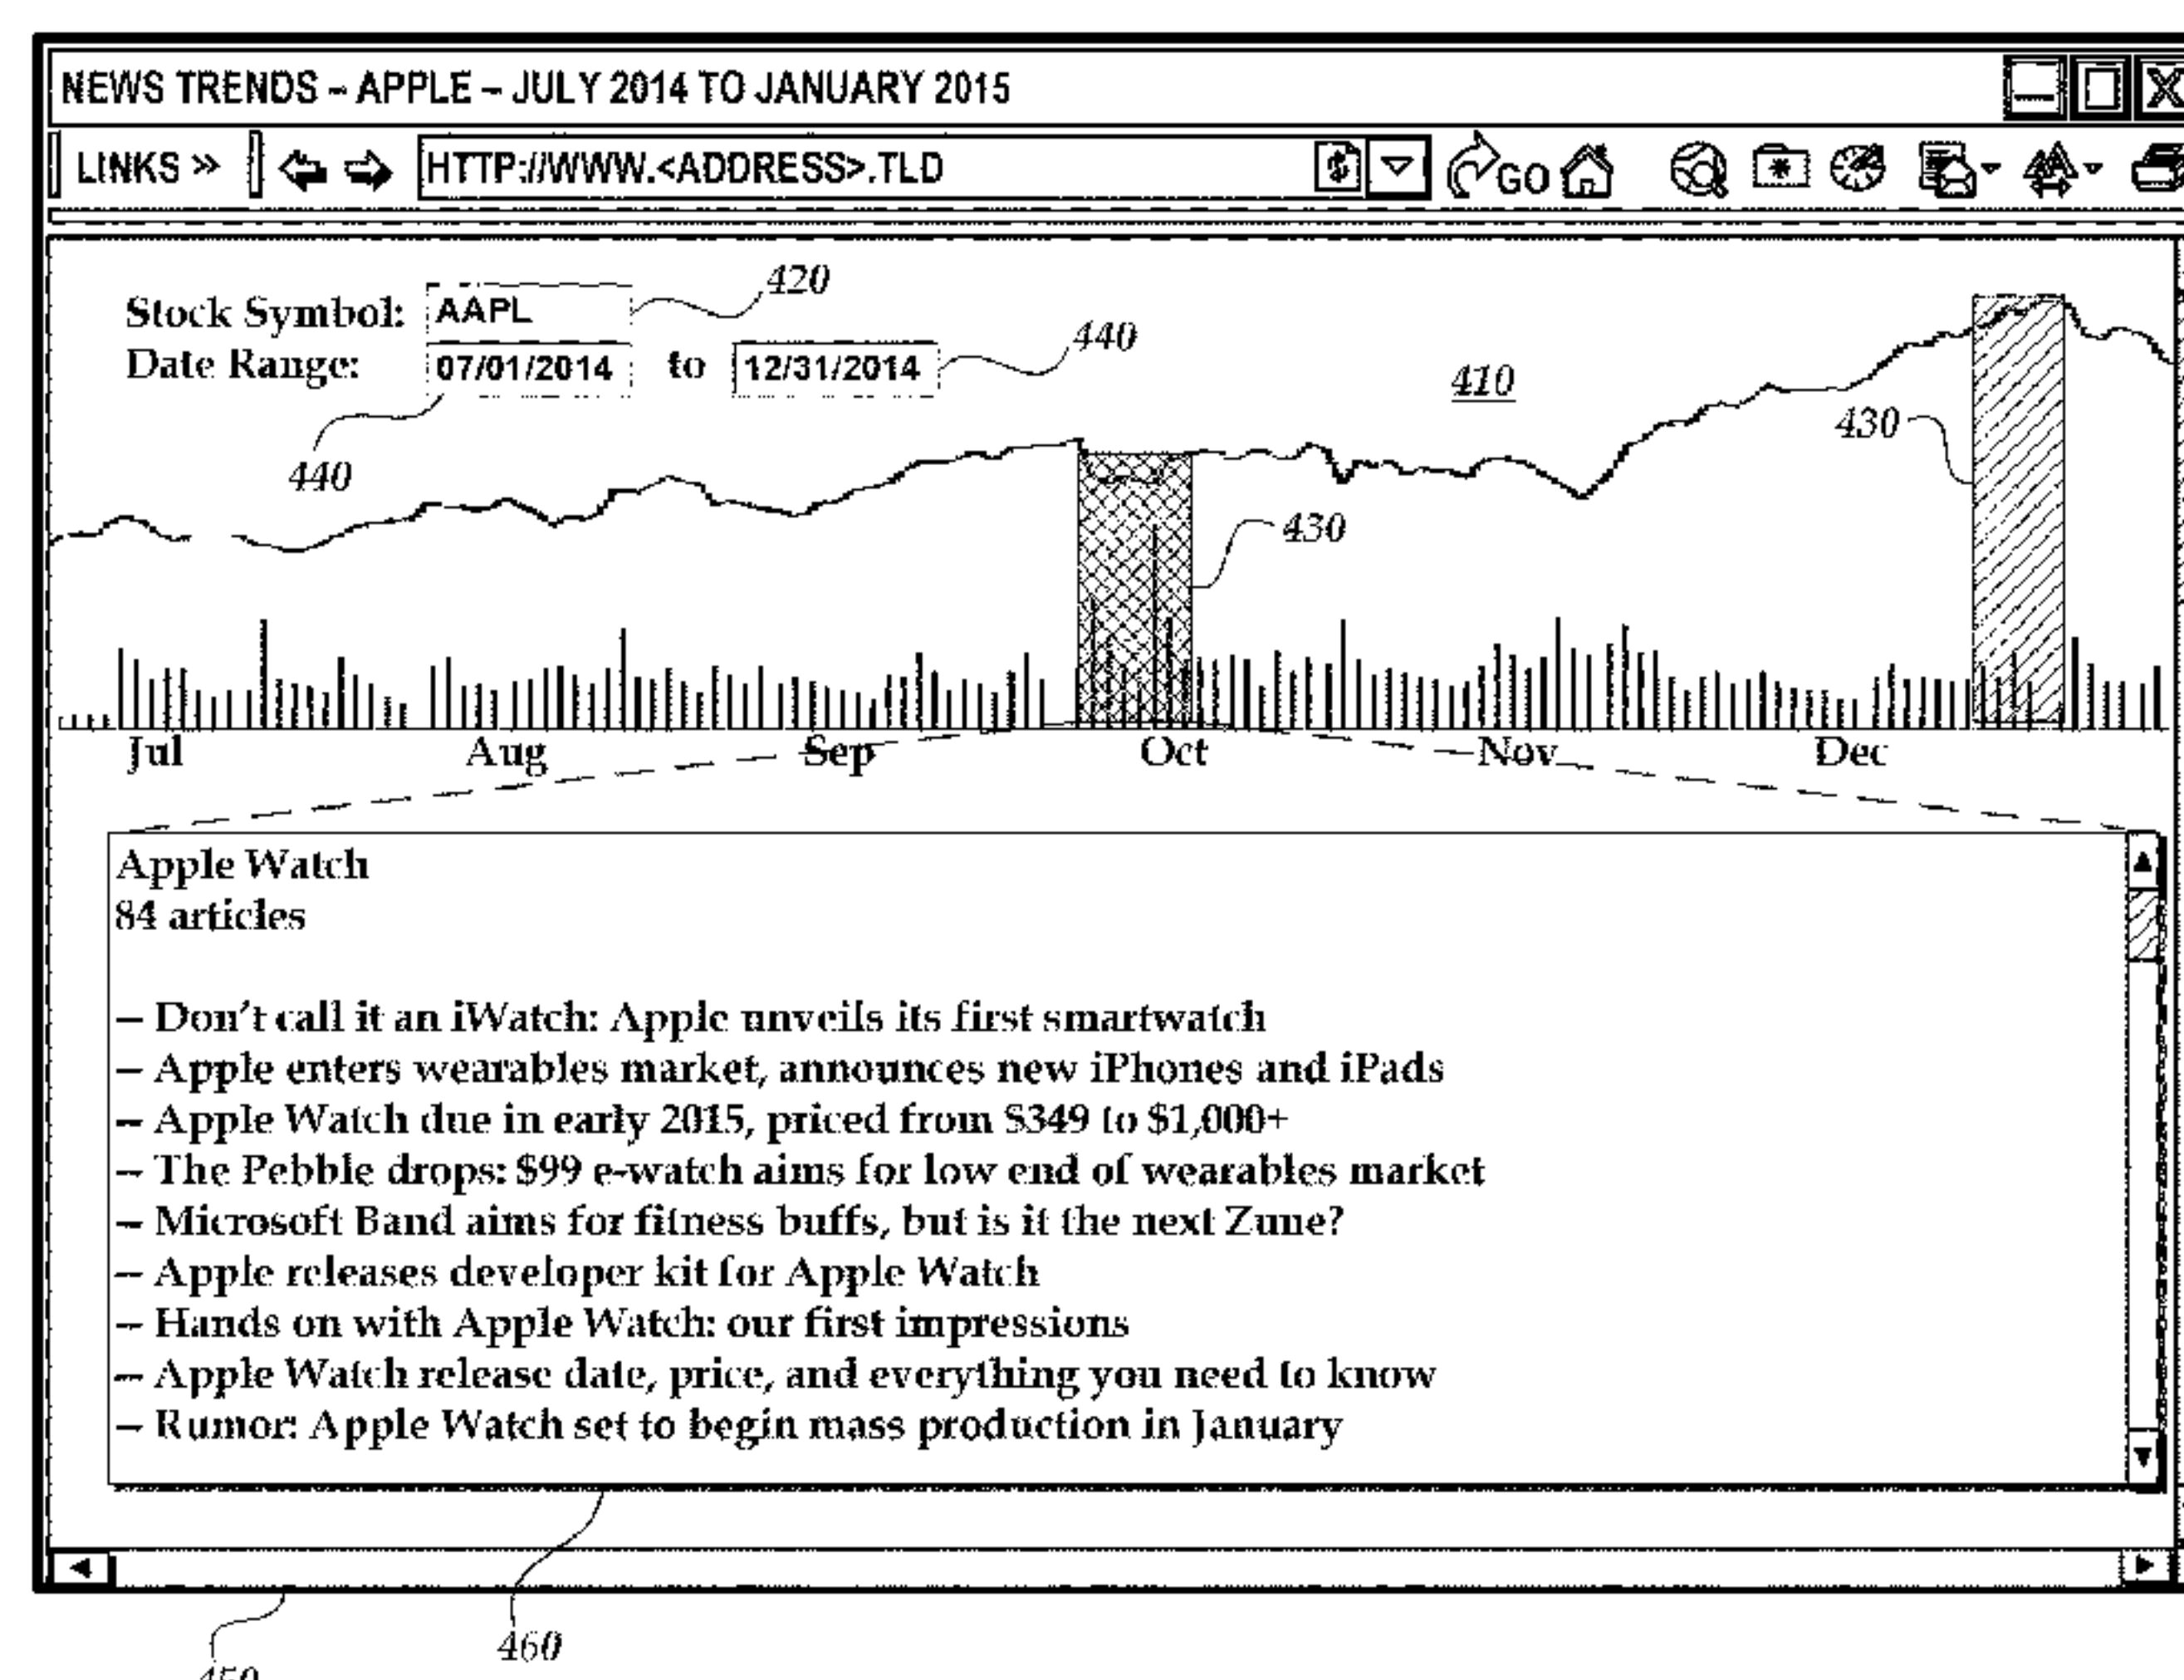 NEWS TRENDS – APPLE – JULY 2014 TO JANUARY 2015
LINKS » HTTP://WWW.<ADDRESS>.TLD $ GO
420
Stock Symbol: AAPL
440
Date Range: 07/01/2014 to 12/31/2014
410
430
440
430
Jul Aug Sep Oct Nov Dec
Apple Watch
84 articles
– Don't call it an iWatch: Apple unveils its first smartwatch
– Apple enters wearables market, announces new iPhones and iPads
– Apple Watch due in early 2015, priced from $349 to $1,000+
– The Pebble drops: $99 e-watch aims for low end of wearables market
– Microsoft Band aims for fitness buffs, but is it the next Zune?
– Apple releases developer kit for Apple Watch
– Hands on with Apple Watch: our first impressions
– Apple Watch release date, price, and everything you need to know
– Rumor: Apple Watch set to begin mass production in January
460